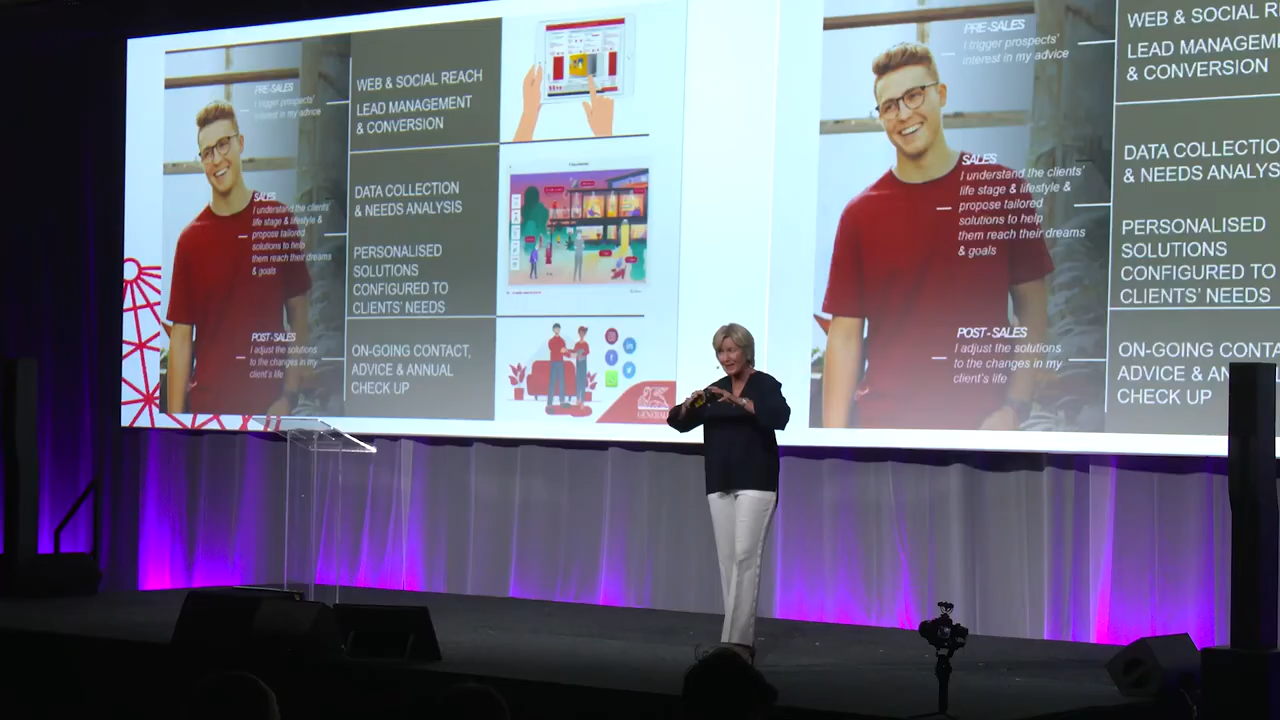 PRE-SALES
I trigger prospects'
interest in my advice
SALES
I understand the clients'
life stage & lifestyle &
propose tailored
solutions to help
them reach their dreams
& goals
POST-SALES
I adjust the solutions
to the changes in my
client's life
WEB & SOCIAL REACH
LEAD MANAGEMENT
& CONVERSION
DATA COLLECTION
& NEEDS ANALYSIS
PERSONALISED
SOLUTIONS
CONFIGURED TO
CLIENTS' NEEDS
ON-GOING CONTACT,
ADVICE & ANNUAL
CHECK UP
GENERALI
PRE-SALES
I trigger prospects'
interest in my advice
SALES
I understand the clients'
life stage & lifestyle &
propose tailored
solutions to help
them reach their dreams
& goals
POST-SALES
I adjust the solutions
to the changes in my
client's life
WEB & SOCIAL R
LEAD MANAGEM
& CONVERSION
DATA COLLECTIO
& NEEDS ANALYS
PERSONALISED
SOLUTIONS
CONFIGURED TO
CLIENTS' NEEDS
ON-GOING CONTA
ADVICE & AN
CHECK UP